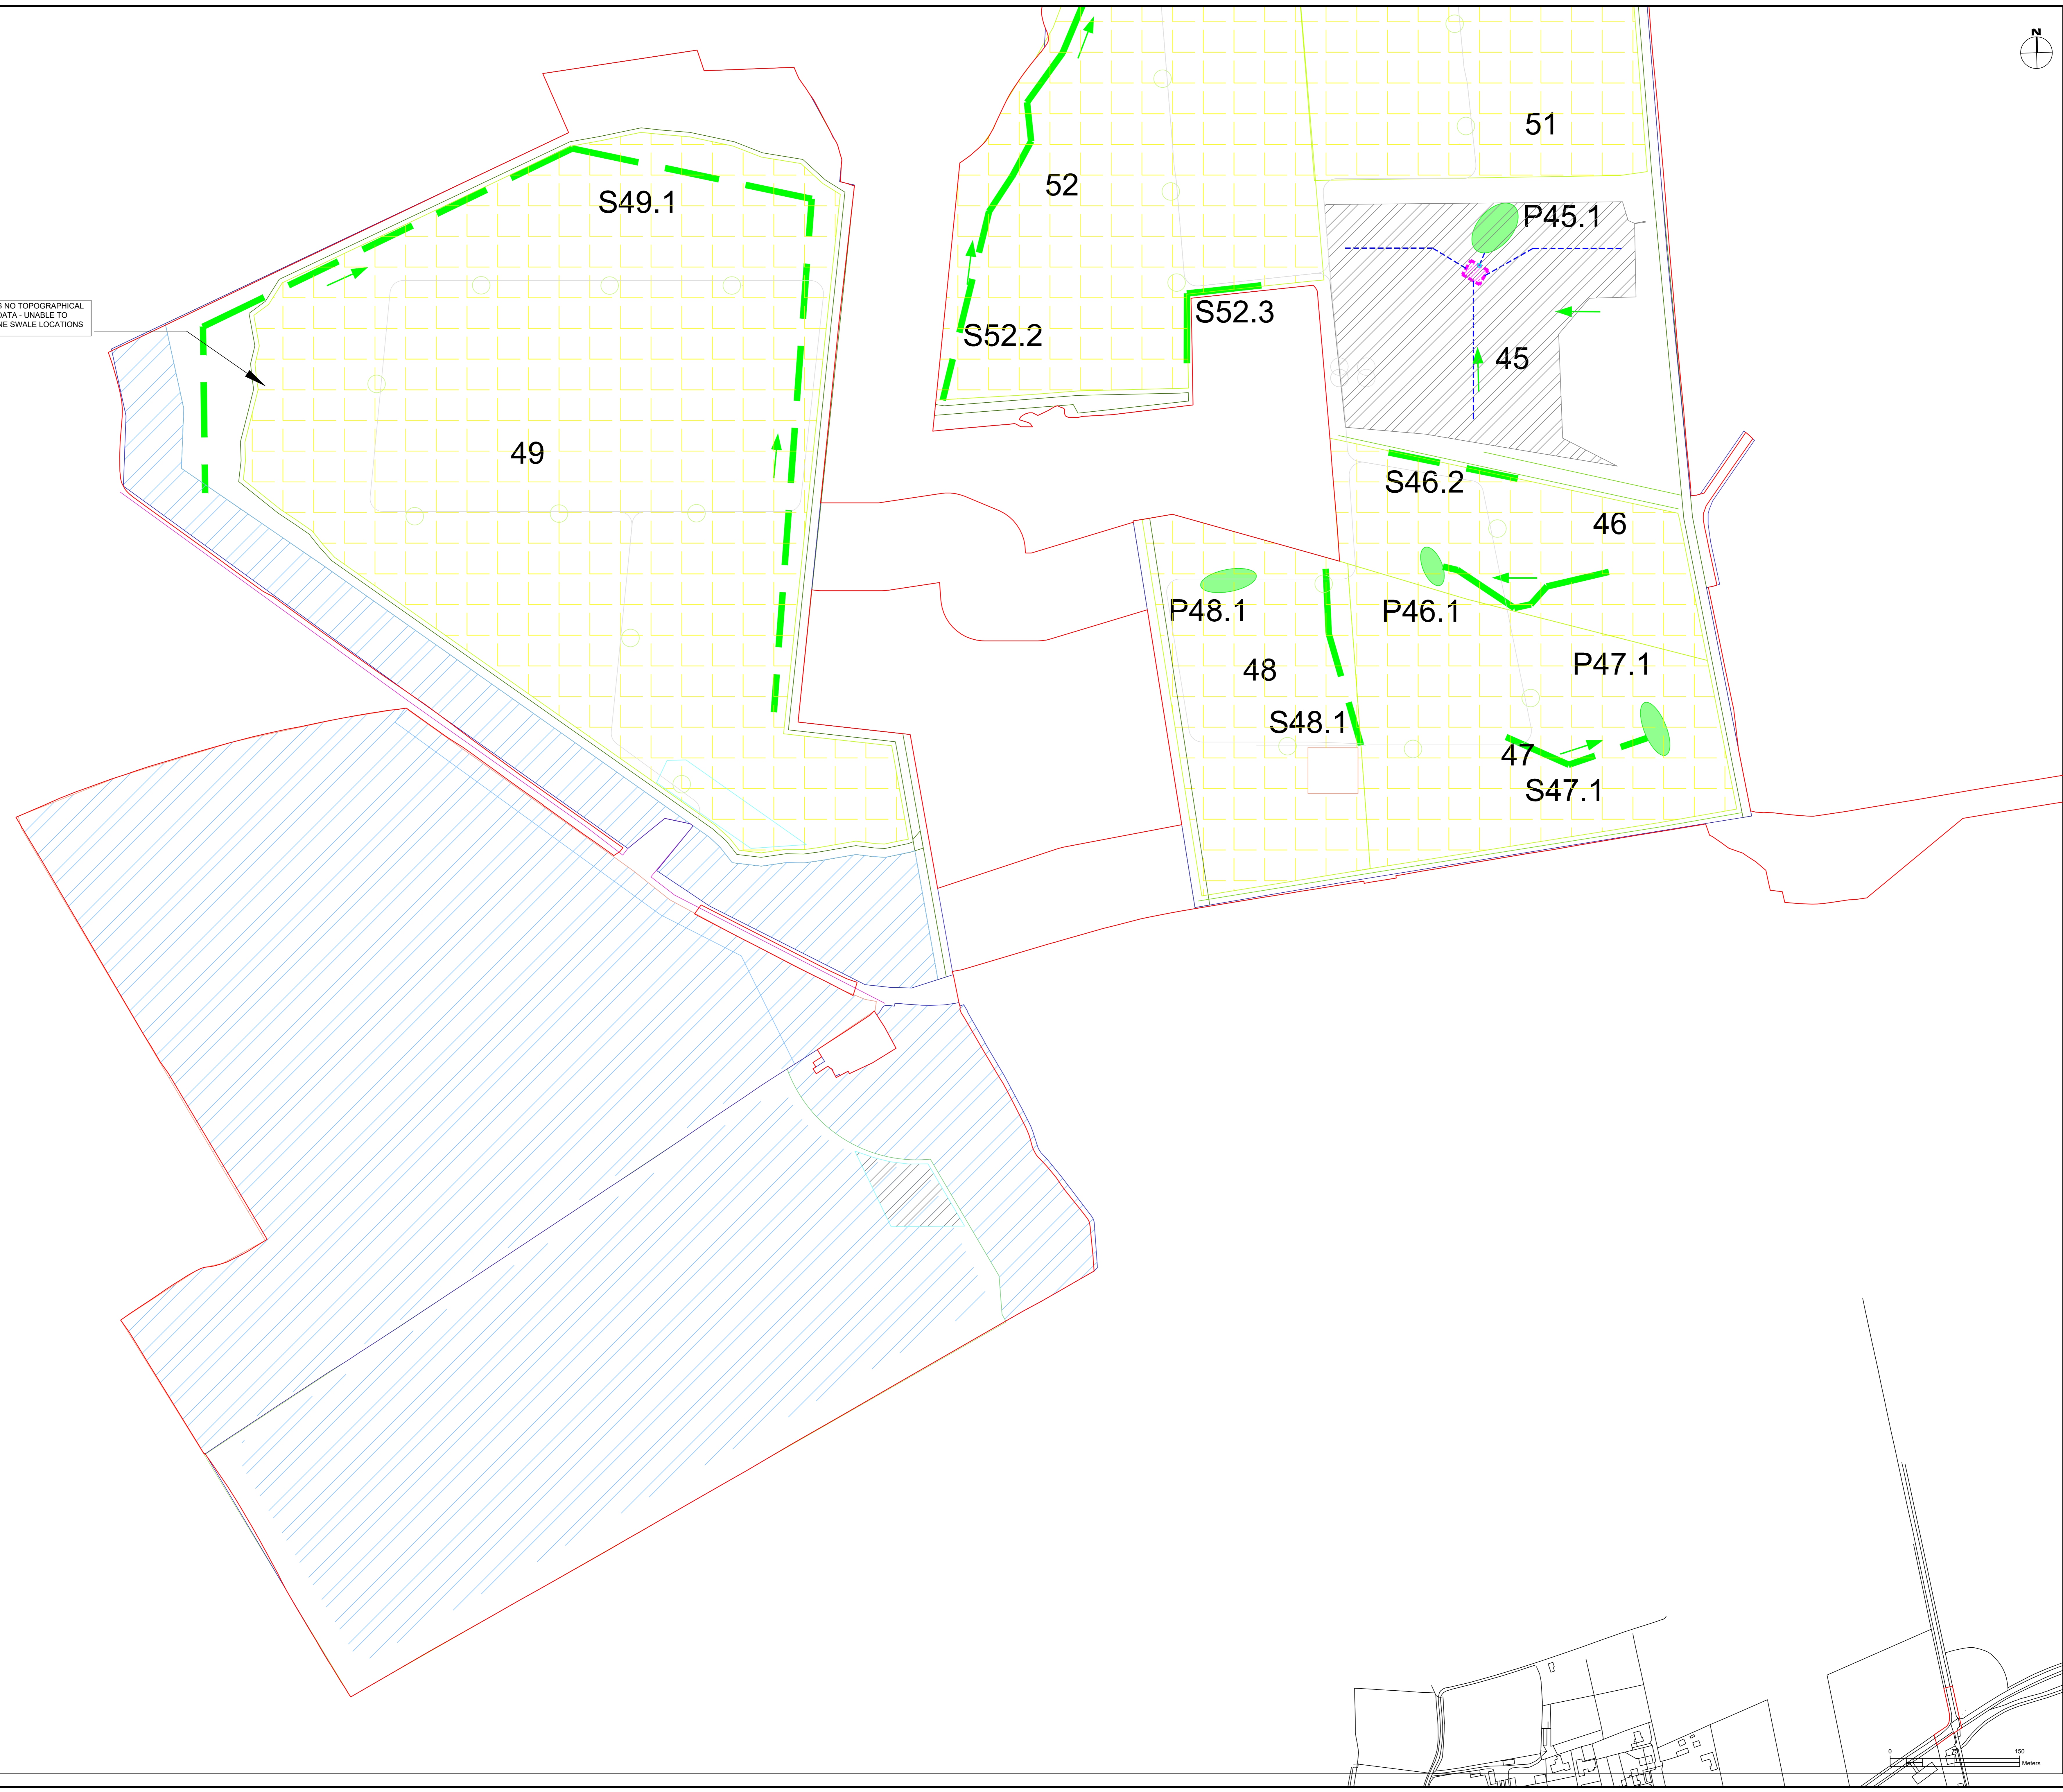 N
51
52
P45.1
S49.1
S NO TOPOGRAPHICAL
DATA - UNABLE TO
NE SWALE LOCATIONS
S52.3
S52.2
45
49
S46.2
46
P48.1
P46.1
48
P47.1
S48.1
47
S47.1
0 150
Meters